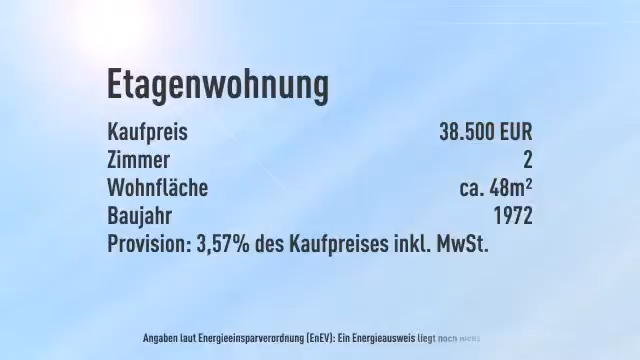 Etagenwohnung
Kaufpreis 38.500 EUR
Zimmer 2
Wohnfläche ca. 48m²
Baujahr 1972
Provision: 3,57% des Kaufpreises inkl. MwSt.
Angaben laut Energieeinsparverordnung (EnEV): Ein Energieausweis liegt noch nicht